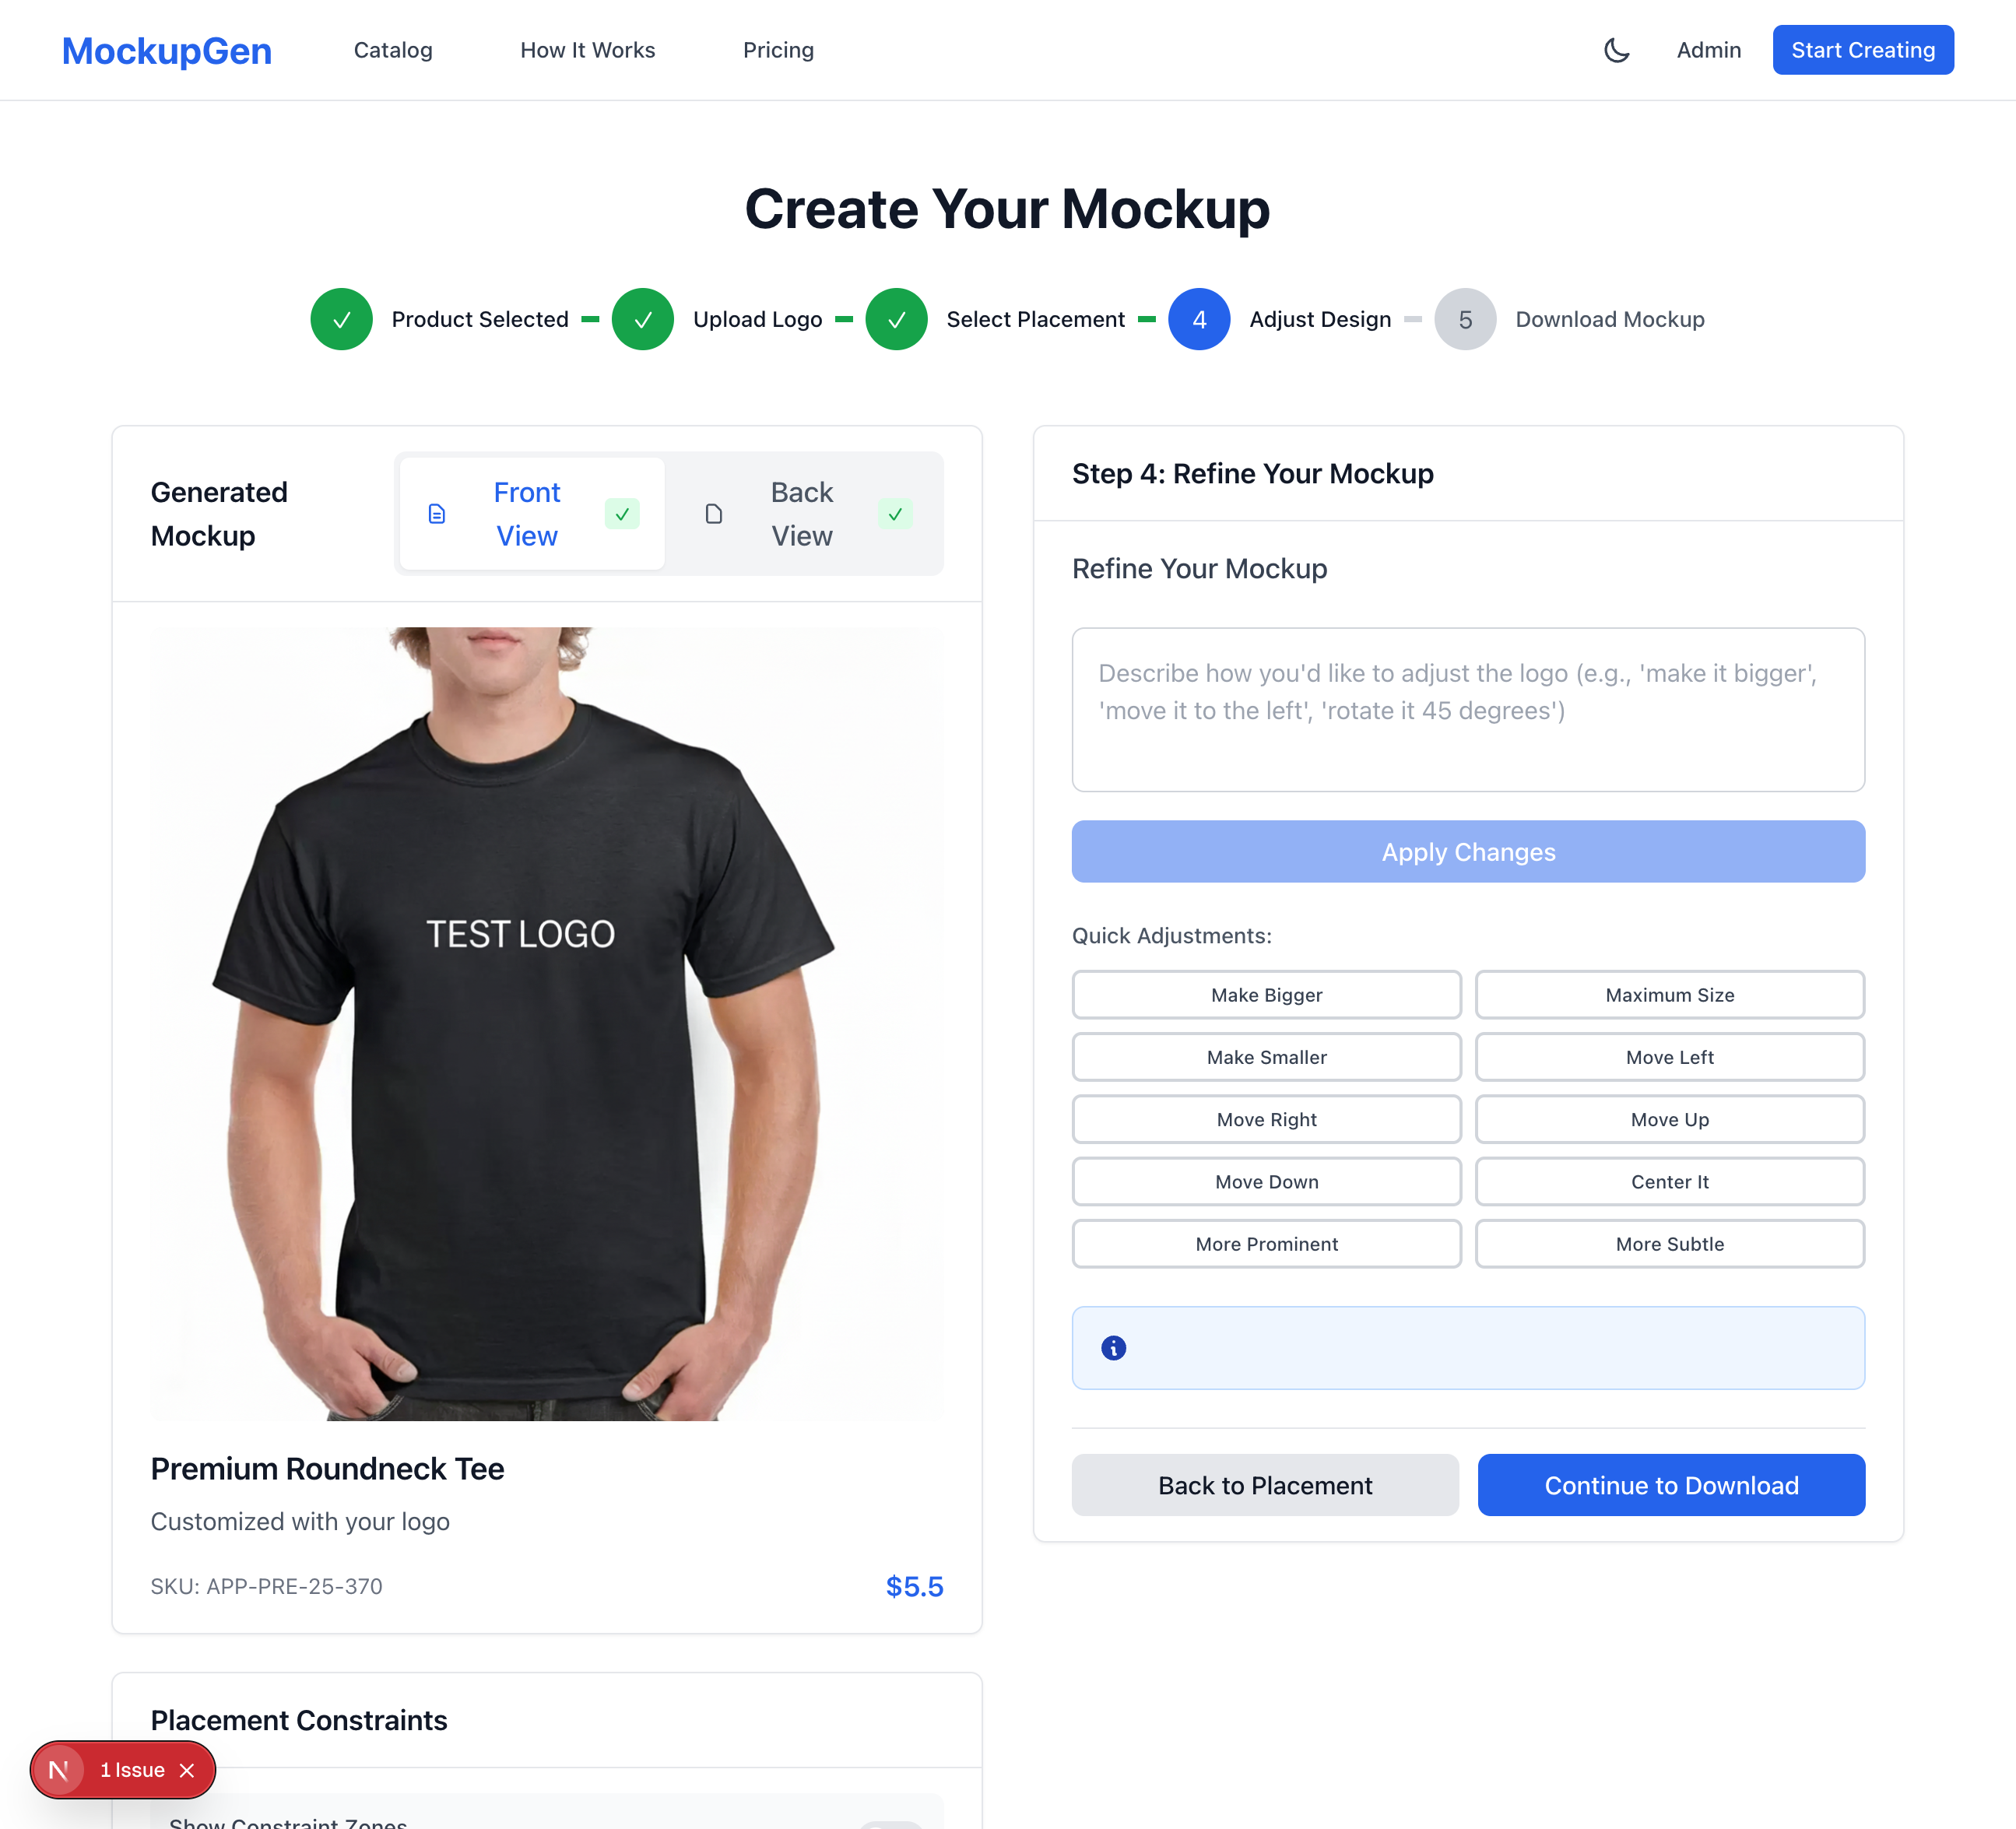 MockupGen
Catalog
How It Works
Pricing
Admin
Start Creating
Create Your Mockup
Product Selected
Upload Logo
Select Placement
4
Adjust Design
5
Download Mockup
Generated
Mockup
Front
View
Back
View
TEST LOGO
Premium Roundneck Tee
Customized with your logo
SKU: APP-PRE-25-370
$5.5
Placement Constraints
Show Constraint Zones
N
1 Issue
Step 4: Refine Your Mockup
Refine Your Mockup
Describe how you'd like to adjust the logo (e.g., 'make it bigger',
'move it to the left', 'rotate it 45 degrees')
Apply Changes
Quick Adjustments:
Make Bigger
Maximum Size
Make Smaller
Move Left
Move Right
Move Up
Move Down
Center It
More Prominent
More Subtle
Back to Placement
Continue to Download